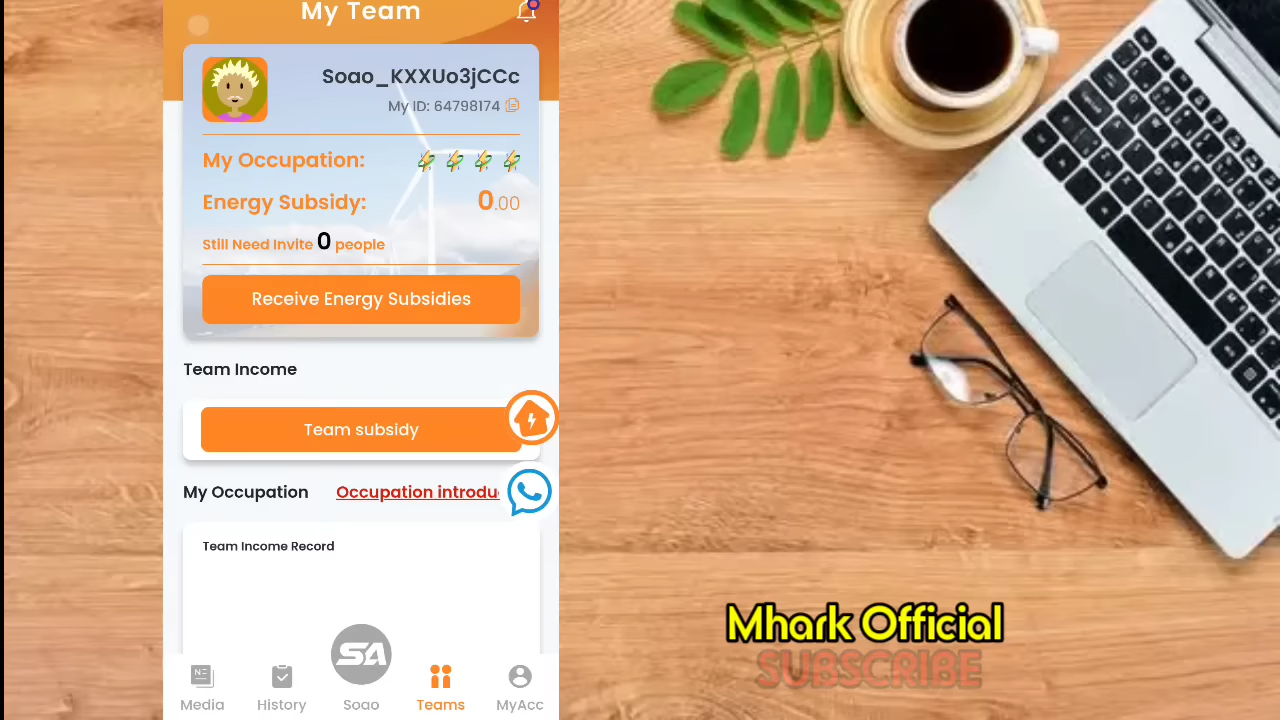 My Team
Soao_KXXUo3jCCc
My ID: 64798174
My Occupation:
Energy Subsidy: 0.00
Still Need Invite 0 people
Receive Energy Subsidies
Team Income
Team subsidy
My Occupation Occupation introdu
Team Income Record
SA
Media History Soao Teams MyAcc
Mhark Official
SUBSCRIBE